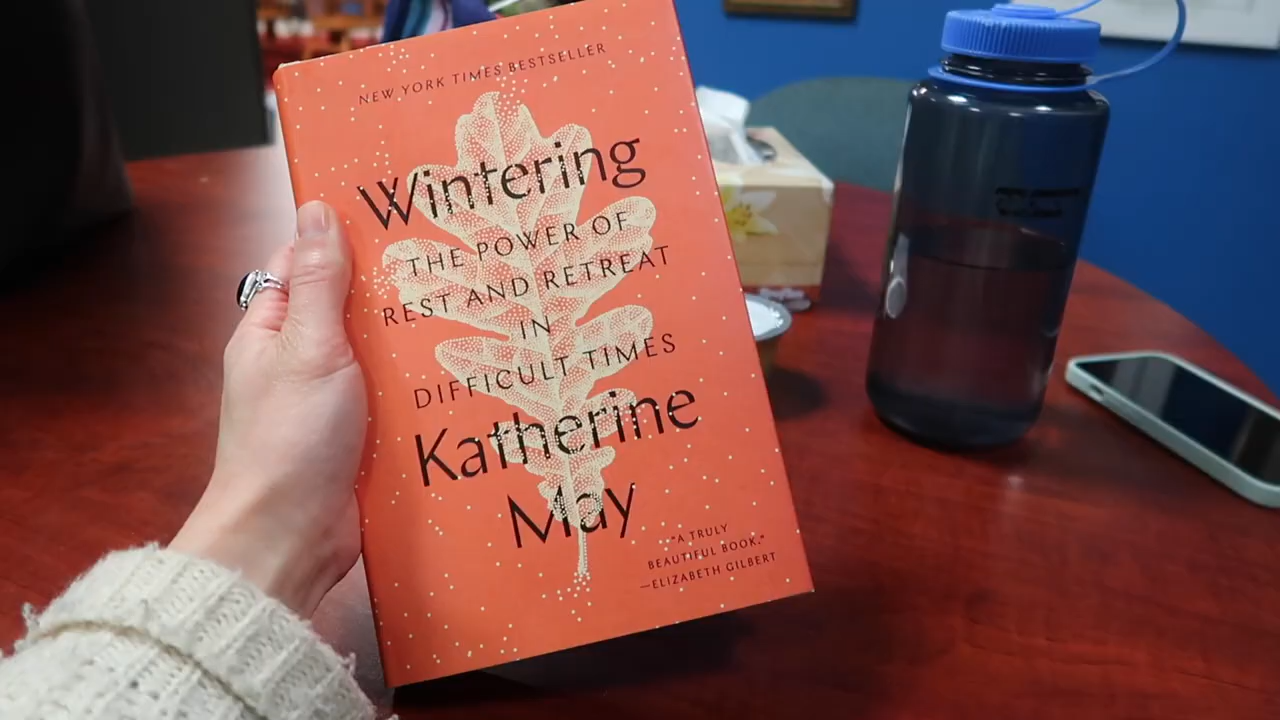 NEW YORK TIMES BESTSELLER
Wintering
THE POWER OF
REST AND RETREAT
IN
DIFFICULT TIMES
Katherine
May
"A TRULY
BEAUTIFUL BOOK."
—ELIZABETH GILBERT